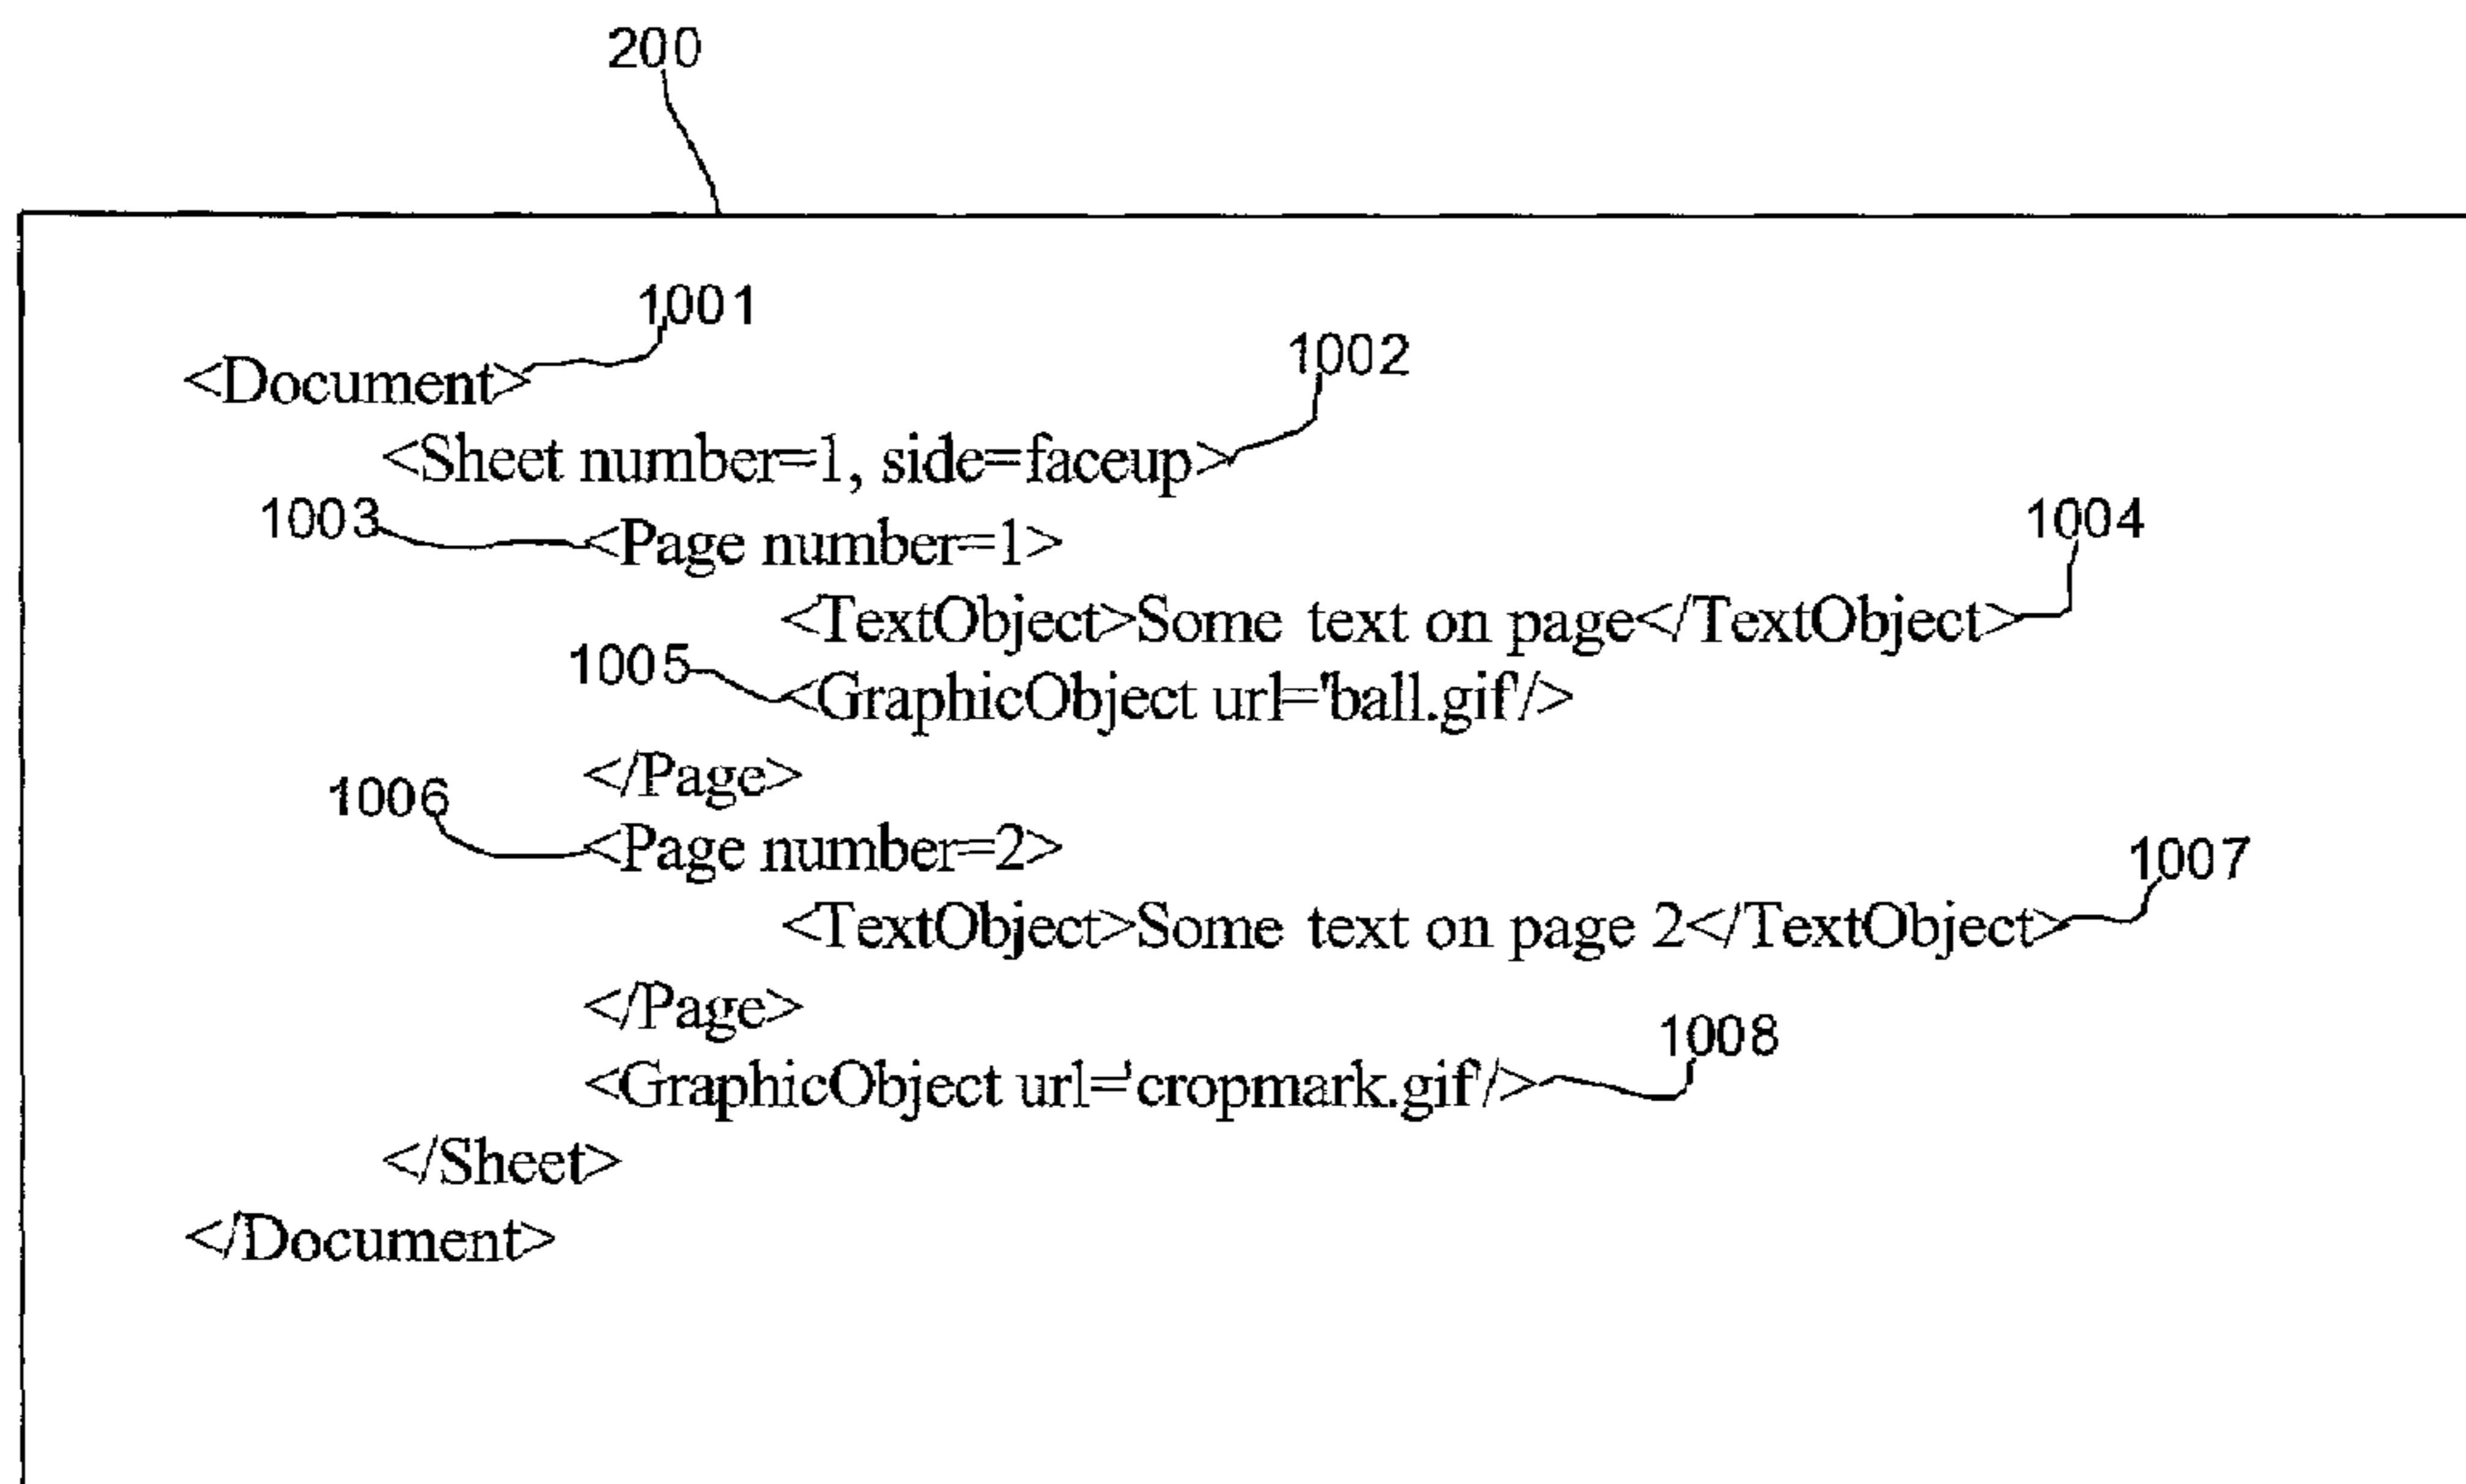 200
1001
<Document>
1002
<Sheet number=1, side=faceup>
1003
<Page number=1>
1004
<TextObject>Some text on page</TextObject>
1005
<GraphicObject url='ball.gif'/>
</Page>
1006
<Page number=2>
1007
<TextObject>Some text on page 2</TextObject>
</Page>
1008
<GraphicObject url='cropmark.gif'/>
</Sheet>
</Document>